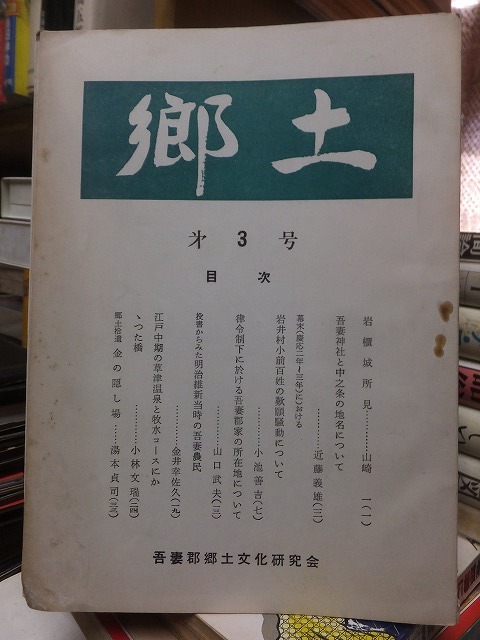 郷土
㐧3号
目次
岩櫃城所見………山崎 一(一)
吾妻神社と中之条の地名について
………近藤義雄(二)
幕末(慶応二年~三年)における
岩井村小前百姓の歎願騒動について
………小池善吉(七)
律令制下に於ける吾妻郡家の所在地について
………山口武夫(一三)
投書からみた明治維新当時の吾妻農民
………金井幸佐久(一九)
江戸中期の草津温泉と牧水コースにか
ゝつた橋………小林文瑞(二四)
郷土拾遺 金の隠し場……湯本貞司(三三)
吾妻郡郷土文化研究会